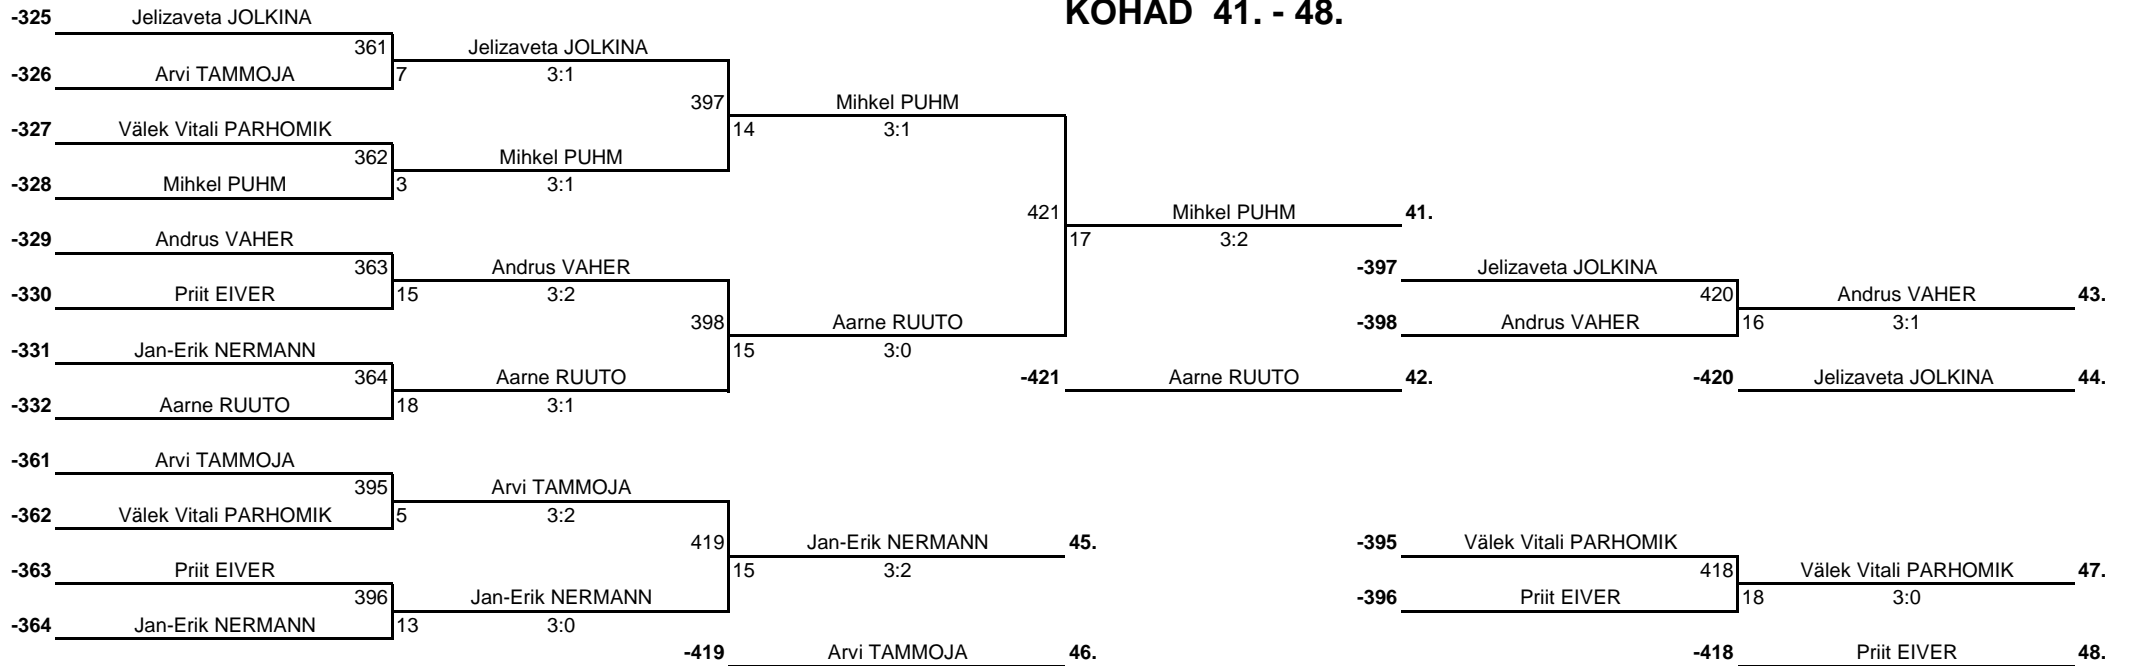 KOHAD 41. - 48.
-325 Jelizaveta JOLKINA
361 Jelizaveta JOLKINA
-326 Arvi TAMMOJA 7 3:1
397 Mihkel PUHM
-327 Välek Vitali PARHOMIK 14 3:1
362 Mihkel PUHM
-328 Mihkel PUHM 3 3:1
421 Mihkel PUHM 41.
-329 Andrus VAHER 17 3:2
363 Andrus VAHER -397 Jelizaveta JOLKINA
-330 Priit EIVER 15 3:2 420 Andrus VAHER 43.
398 Aarne RUUTO -398 Andrus VAHER 16 3:1
-331 Jan-Erik NERMANN 15 3:0
364 Aarne RUUTO -421 Aarne RUUTO 42. -420 Jelizaveta JOLKINA 44.
-332 Aarne RUUTO 18 3:1
-361 Arvi TAMMOJA
395 Arvi TAMMOJA
-362 Välek Vitali PARHOMIK 5 3:2
419 Jan-Erik NERMANN 45. -395 Välek Vitali PARHOMIK
-363 Priit EIVER 15 3:2 418 Välek Vitali PARHOMIK 47.
396 Jan-Erik NERMANN -396 Priit EIVER 18 3:0
-364 Jan-Erik NERMANN 13 3:0
-419 Arvi TAMMOJA 46. -418 Priit EIVER 48.